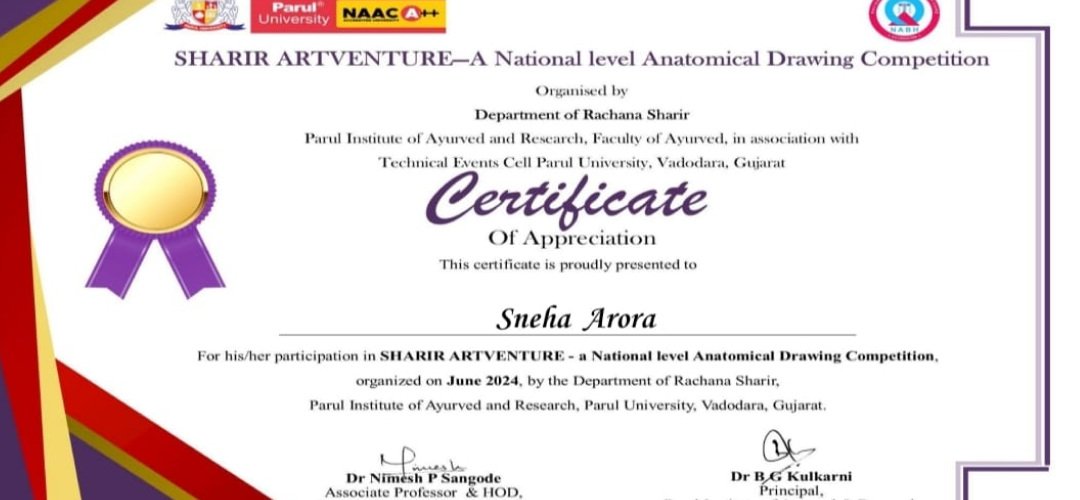 Parul®
University
NAAC A++
NABH
SHARIR ARTVENTURE—A National level Anatomical Drawing Competition
Organised by
Department of Rachana Sharir
Parul Institute of Ayurved and Research, Faculty of Ayurved, in association with
Technical Events Cell Parul University, Vadodara, Gujarat
Certificate
Of Appreciation
This certificate is proudly presented to
Sneha Arora
For his/her participation in SHARIR ARTVENTURE - a National level Anatomical Drawing Competition,
organized on June 2024, by the Department of Rachana Sharir,
Parul Institute of Ayurved and Research, Parul University, Vadodara, Gujarat.
Dr Nimesh P Sangode
Associate Professor & HOD,
Dr B G Kulkarni
Principal,